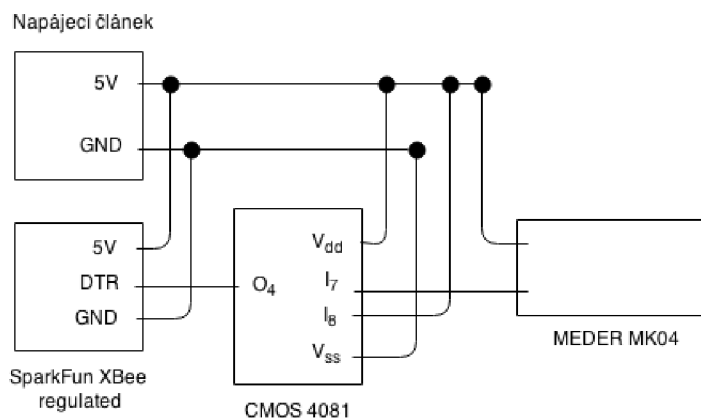 Napájecí článek
5V
GND
5V
DTR
GND
SparkFun XBee
regulated
O4
Vdd
I7
I8
Vss
CMOS 4081
MEDER MK04